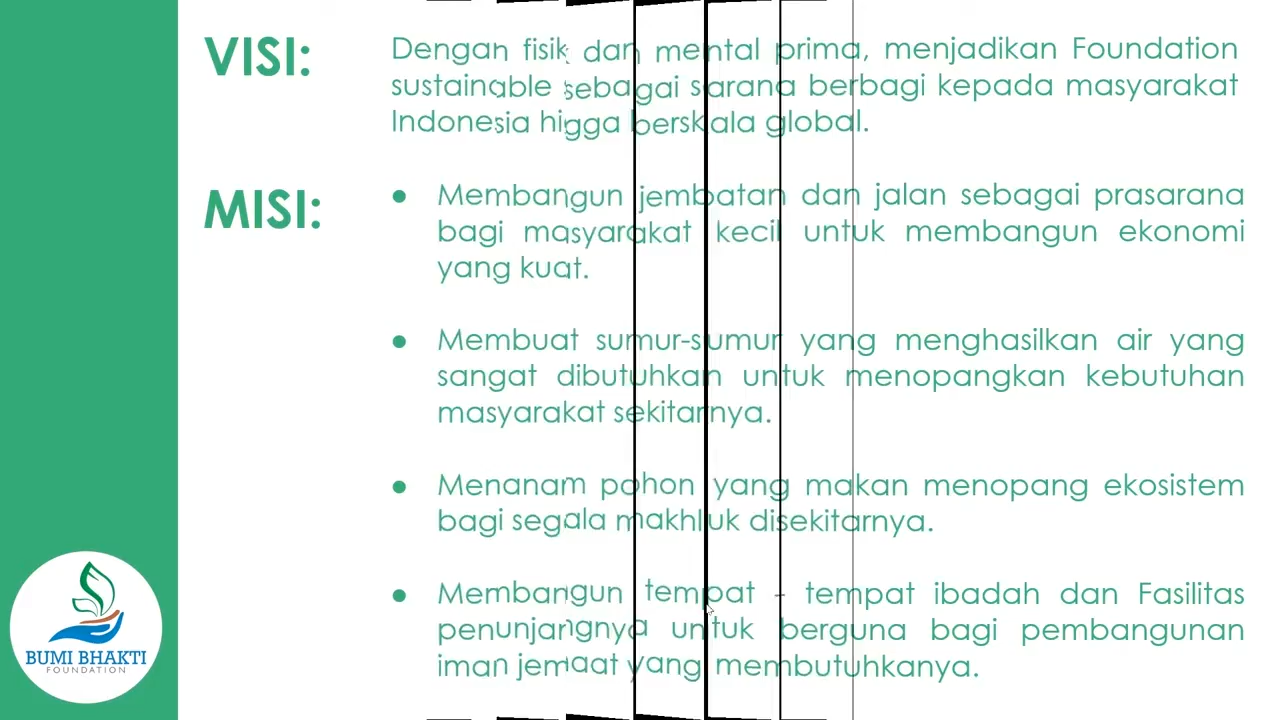 VISI:
Dengan fisik dan mental prima, menjadikan Foundation
sustainable sebagai sarana berbagi kepada masyarakat
Indonesia higga berskala global.
MISI:
● Membangun jembatan dan jalan sebagai prasarana
bagi masyarakat kecil untuk membangun ekonomi
yang kuat.
● Membuat sumur-sumur yang menghasilkan air yang
sangat dibutuhkan untuk menopangkan kebutuhan
masyarakat sekitarnya.
● Menanam pohon yang makan menopang ekosistem
bagi segala makhluk disekitarnya.
● Membangun tempat - tempat ibadah dan Fasilitas
penunjangnya untuk berguna bagi pembangunan
iman jemaat yang membutuhkanya.
BUMI BHAKTI
FOUNDATION